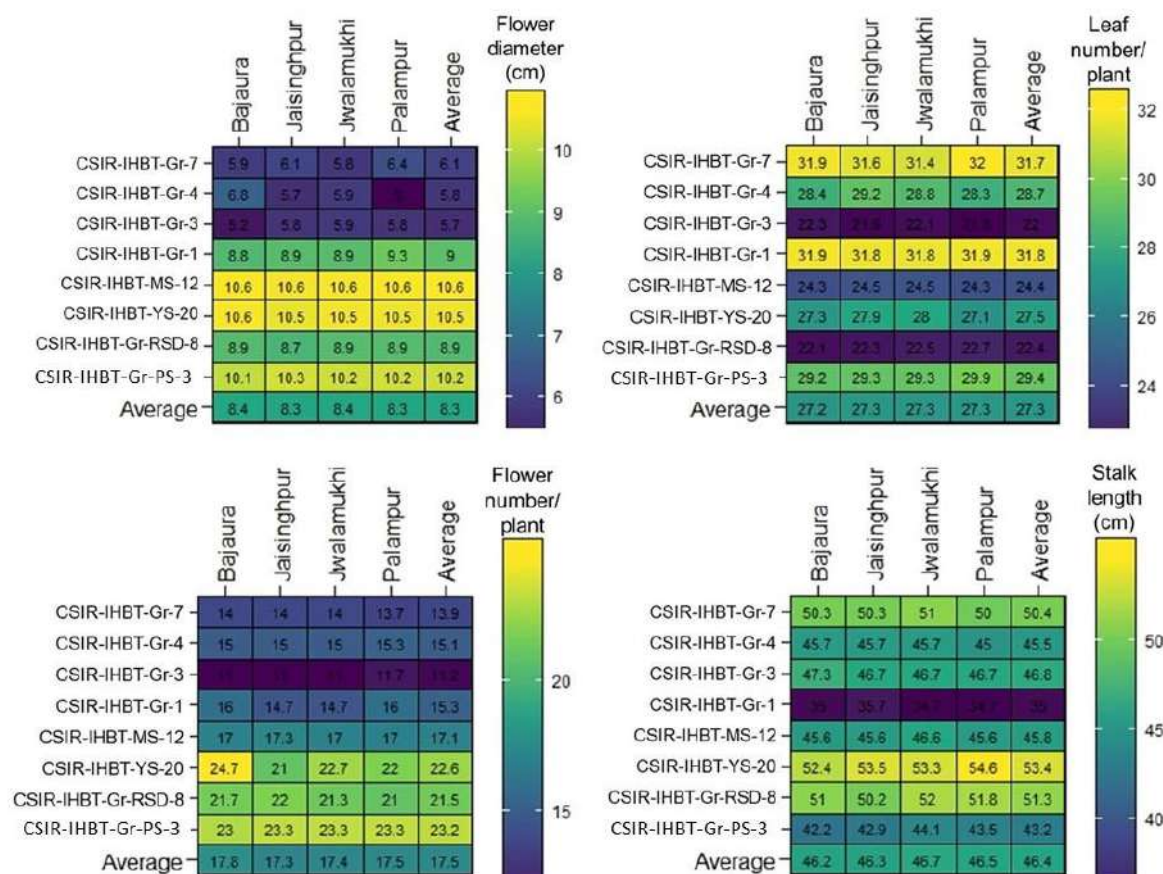 Flower
diameter
(cm)
Bajaura
Jaisinghpur
Jwalamukhi
Palampur
Average
10
9
8
7
6
CSIR-IHBT-Gr-7 5.9 6.1 5.8 6.4 6.1
CSIR-IHBT-Gr-4 6.8 5.7 5.9 5.8
CSIR-IHBT-Gr-3 5.2 5.8 5.9 5.8 5.7
CSIR-IHBT-Gr-1 8.8 8.9 8.9 9.3 9
CSIR-IHBT-MS-12 10.6 10.6 10.6 10.6 10.6
CSIR-IHBT-YS-20 10.6 10.5 10.5 10.5 10.5
CSIR-IHBT-Gr-RSD-8 8.9 8.7 8.9 8.9 8.9
CSIR-IHBT-Gr-PS-3 10.1 10.3 10.2 10.2 10.2
Average 8.4 8.3 8.4 8.3 8.3
Leaf
number/
plant
Bajaura
Jaisinghpur
Jwalamukhi
Palampur
Average
32
30
28
26
24
CSIR-IHBT-Gr-7 31.9 31.6 31.4 32 31.7
CSIR-IHBT-Gr-4 28.4 29.2 28.8 28.3 28.7
CSIR-IHBT-Gr-3 22.3 22.1 22
CSIR-IHBT-Gr-1 31.9 31.8 31.8 31.9 31.8
CSIR-IHBT-MS-12 24.3 24.5 24.5 24.3 24.4
CSIR-IHBT-YS-20 27.3 27.9 28 27.1 27.5
CSIR-IHBT-Gr-RSD-8 22.1 22.3 22.5 22.7 22.4
CSIR-IHBT-Gr-PS-3 29.2 29.3 29.3 29.9 29.4
Average 27.2 27.3 27.3 27.3 27.3
Flower
number/
plant
Bajaura
Jaisinghpur
Jwalamukhi
Palampur
Average
20
15
CSIR-IHBT-Gr-7 14 14 14 13.7 13.9
CSIR-IHBT-Gr-4 15 15 15 15.3 15.1
CSIR-IHBT-Gr-3 11.7 11.2
CSIR-IHBT-Gr-1 16 14.7 14.7 16 15.3
CSIR-IHBT-MS-12 17 17.3 17 17 17.1
CSIR-IHBT-YS-20 24.7 21 22.7 22 22.6
CSIR-IHBT-Gr-RSD-8 21.7 22 21.3 21 21.5
CSIR-IHBT-Gr-PS-3 23 23.3 23.3 23.3 23.2
Average 17.8 17.3 17.4 17.5 17.5
Stalk
length
(cm)
Bajaura
Jaisinghpur
Jwalamukhi
Palampur
Average
50
45
40
CSIR-IHBT-Gr-7 50.3 50.3 51 50 50.4
CSIR-IHBT-Gr-4 45.7 45.7 45.7 45 45.5
CSIR-IHBT-Gr-3 47.3 46.7 46.7 46.7 46.8
CSIR-IHBT-Gr-1 35 35.7 34.7 34.7 35
CSIR-IHBT-MS-12 45.6 45.6 46.6 45.6 45.8
CSIR-IHBT-YS-20 52.4 53.5 53.3 54.6 53.4
CSIR-IHBT-Gr-RSD-8 51 50.2 52 51.8 51.3
CSIR-IHBT-Gr-PS-3 42.2 42.9 44.1 43.5 43.2
Average 46.2 46.3 46.7 46.5 46.4